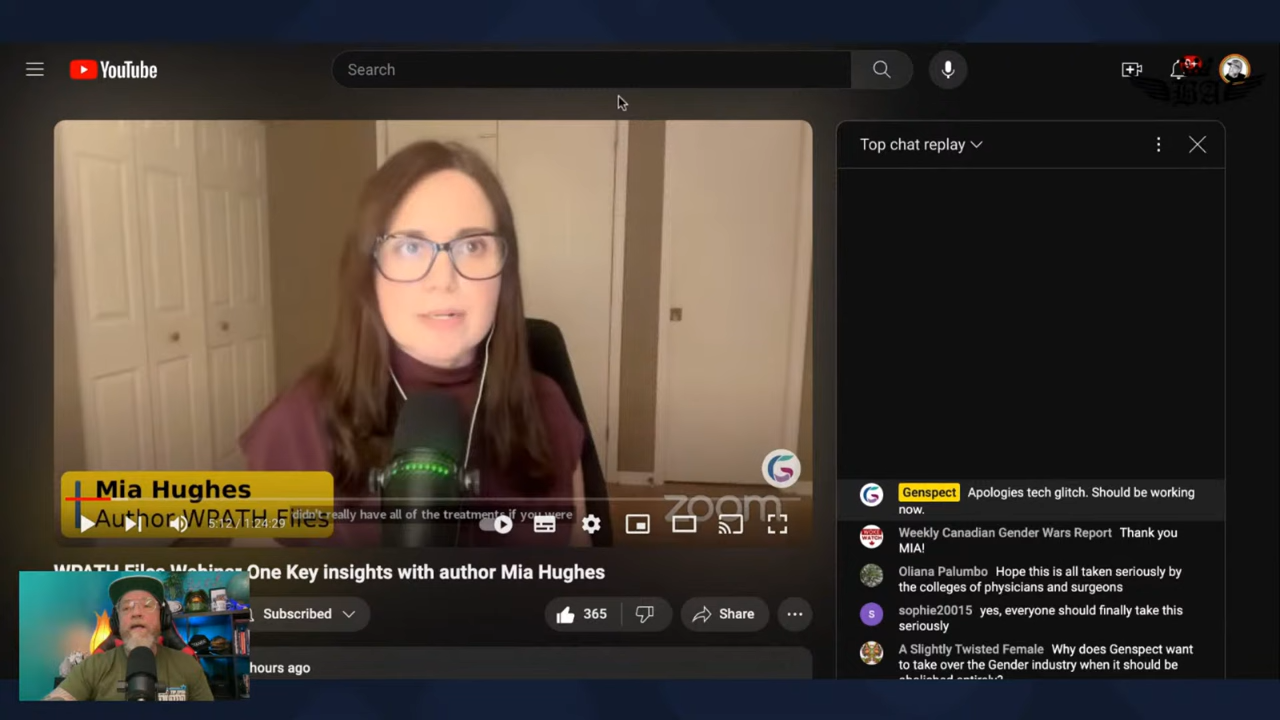 YouTube
Search
9+
BA
Top chat replay
Mia Hughes
Author WPATH Files
zoom
5:12 / 1:24:29
didn't really have all of the treatments if you were
Genspect Apologies tech glitch. Should be working
now.
Weekly Canadian Gender Wars Report Thank you
MIA!
Oliana Palumbo Hope this is all taken seriously by
the colleges of physicians and surgeons
S
sophie20015 yes, everyone should finally take this
seriously
A Slightly Twisted Female Why does Genspect want
to take over the Gender industry when it should be
abolished entirely?
WPATH Files Webinar One Key insights with author Mia Hughes
Subscribed
365
Share
hours ago